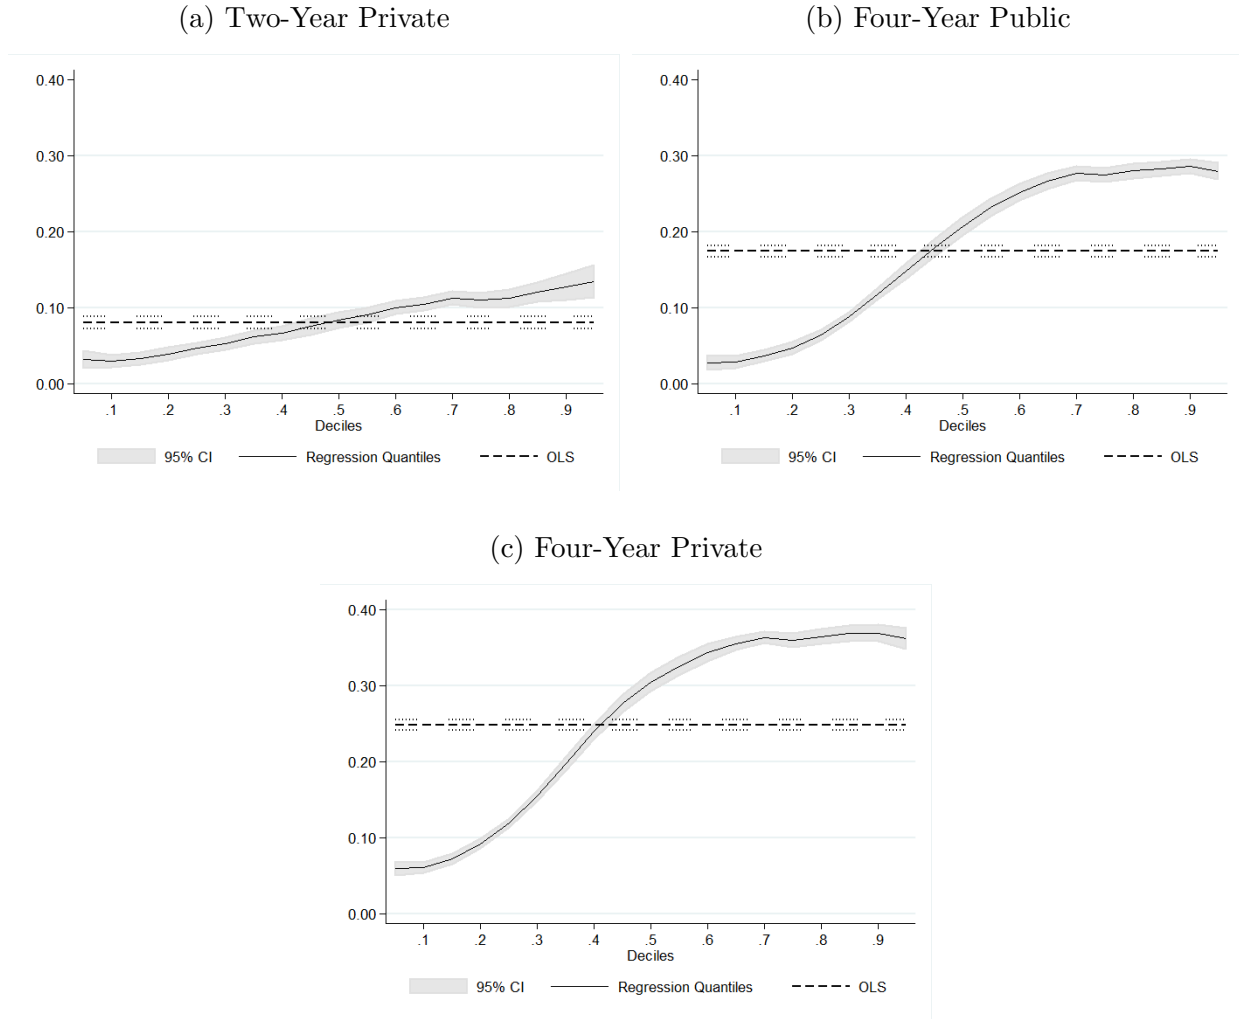 (a) Two-Year Private
0.40
0.30
0.20
0.10
0.00
.1 .2 .3 .4 .5 .6 .7 .8 .9
Deciles
95% CI Regression Quantiles OLS
(b) Four-Year Public
0.40
0.30
0.20
0.10
0.00
.1 .2 .3 .4 .5 .6 .7 .8 .9
Deciles
95% CI Regression Quantiles OLS
(c) Four-Year Private
0.40
0.30
0.20
0.10
0.00
.1 .2 .3 .4 .5 .6 .7 .8 .9
Deciles
95% CI Regression Quantiles OLS